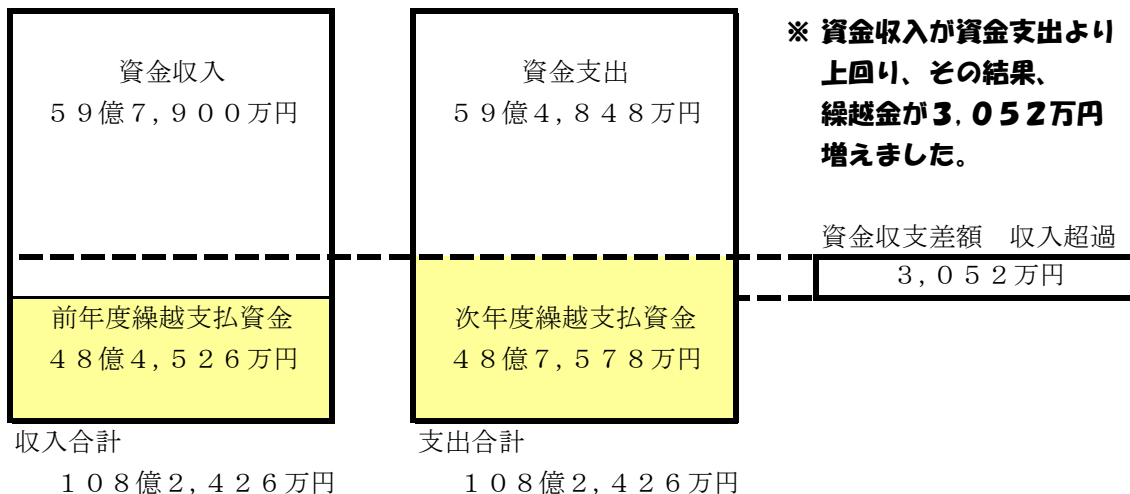 資金収入
５９億７,９００万円
前年度繰越支払資金
４８億４,５２６万円
収入合計
１０８億２,４２６万円
資金支出
５９億４,８４８万円
次年度繰越支払資金
４８億７,５７８万円
支出合計
１０８億２,４２６万円
※ 資金収入が資金支出より
上回り、その結果、
繰越金が３,０５２万円
増えました。
資金収支差額　収入超過
３,０５２万円